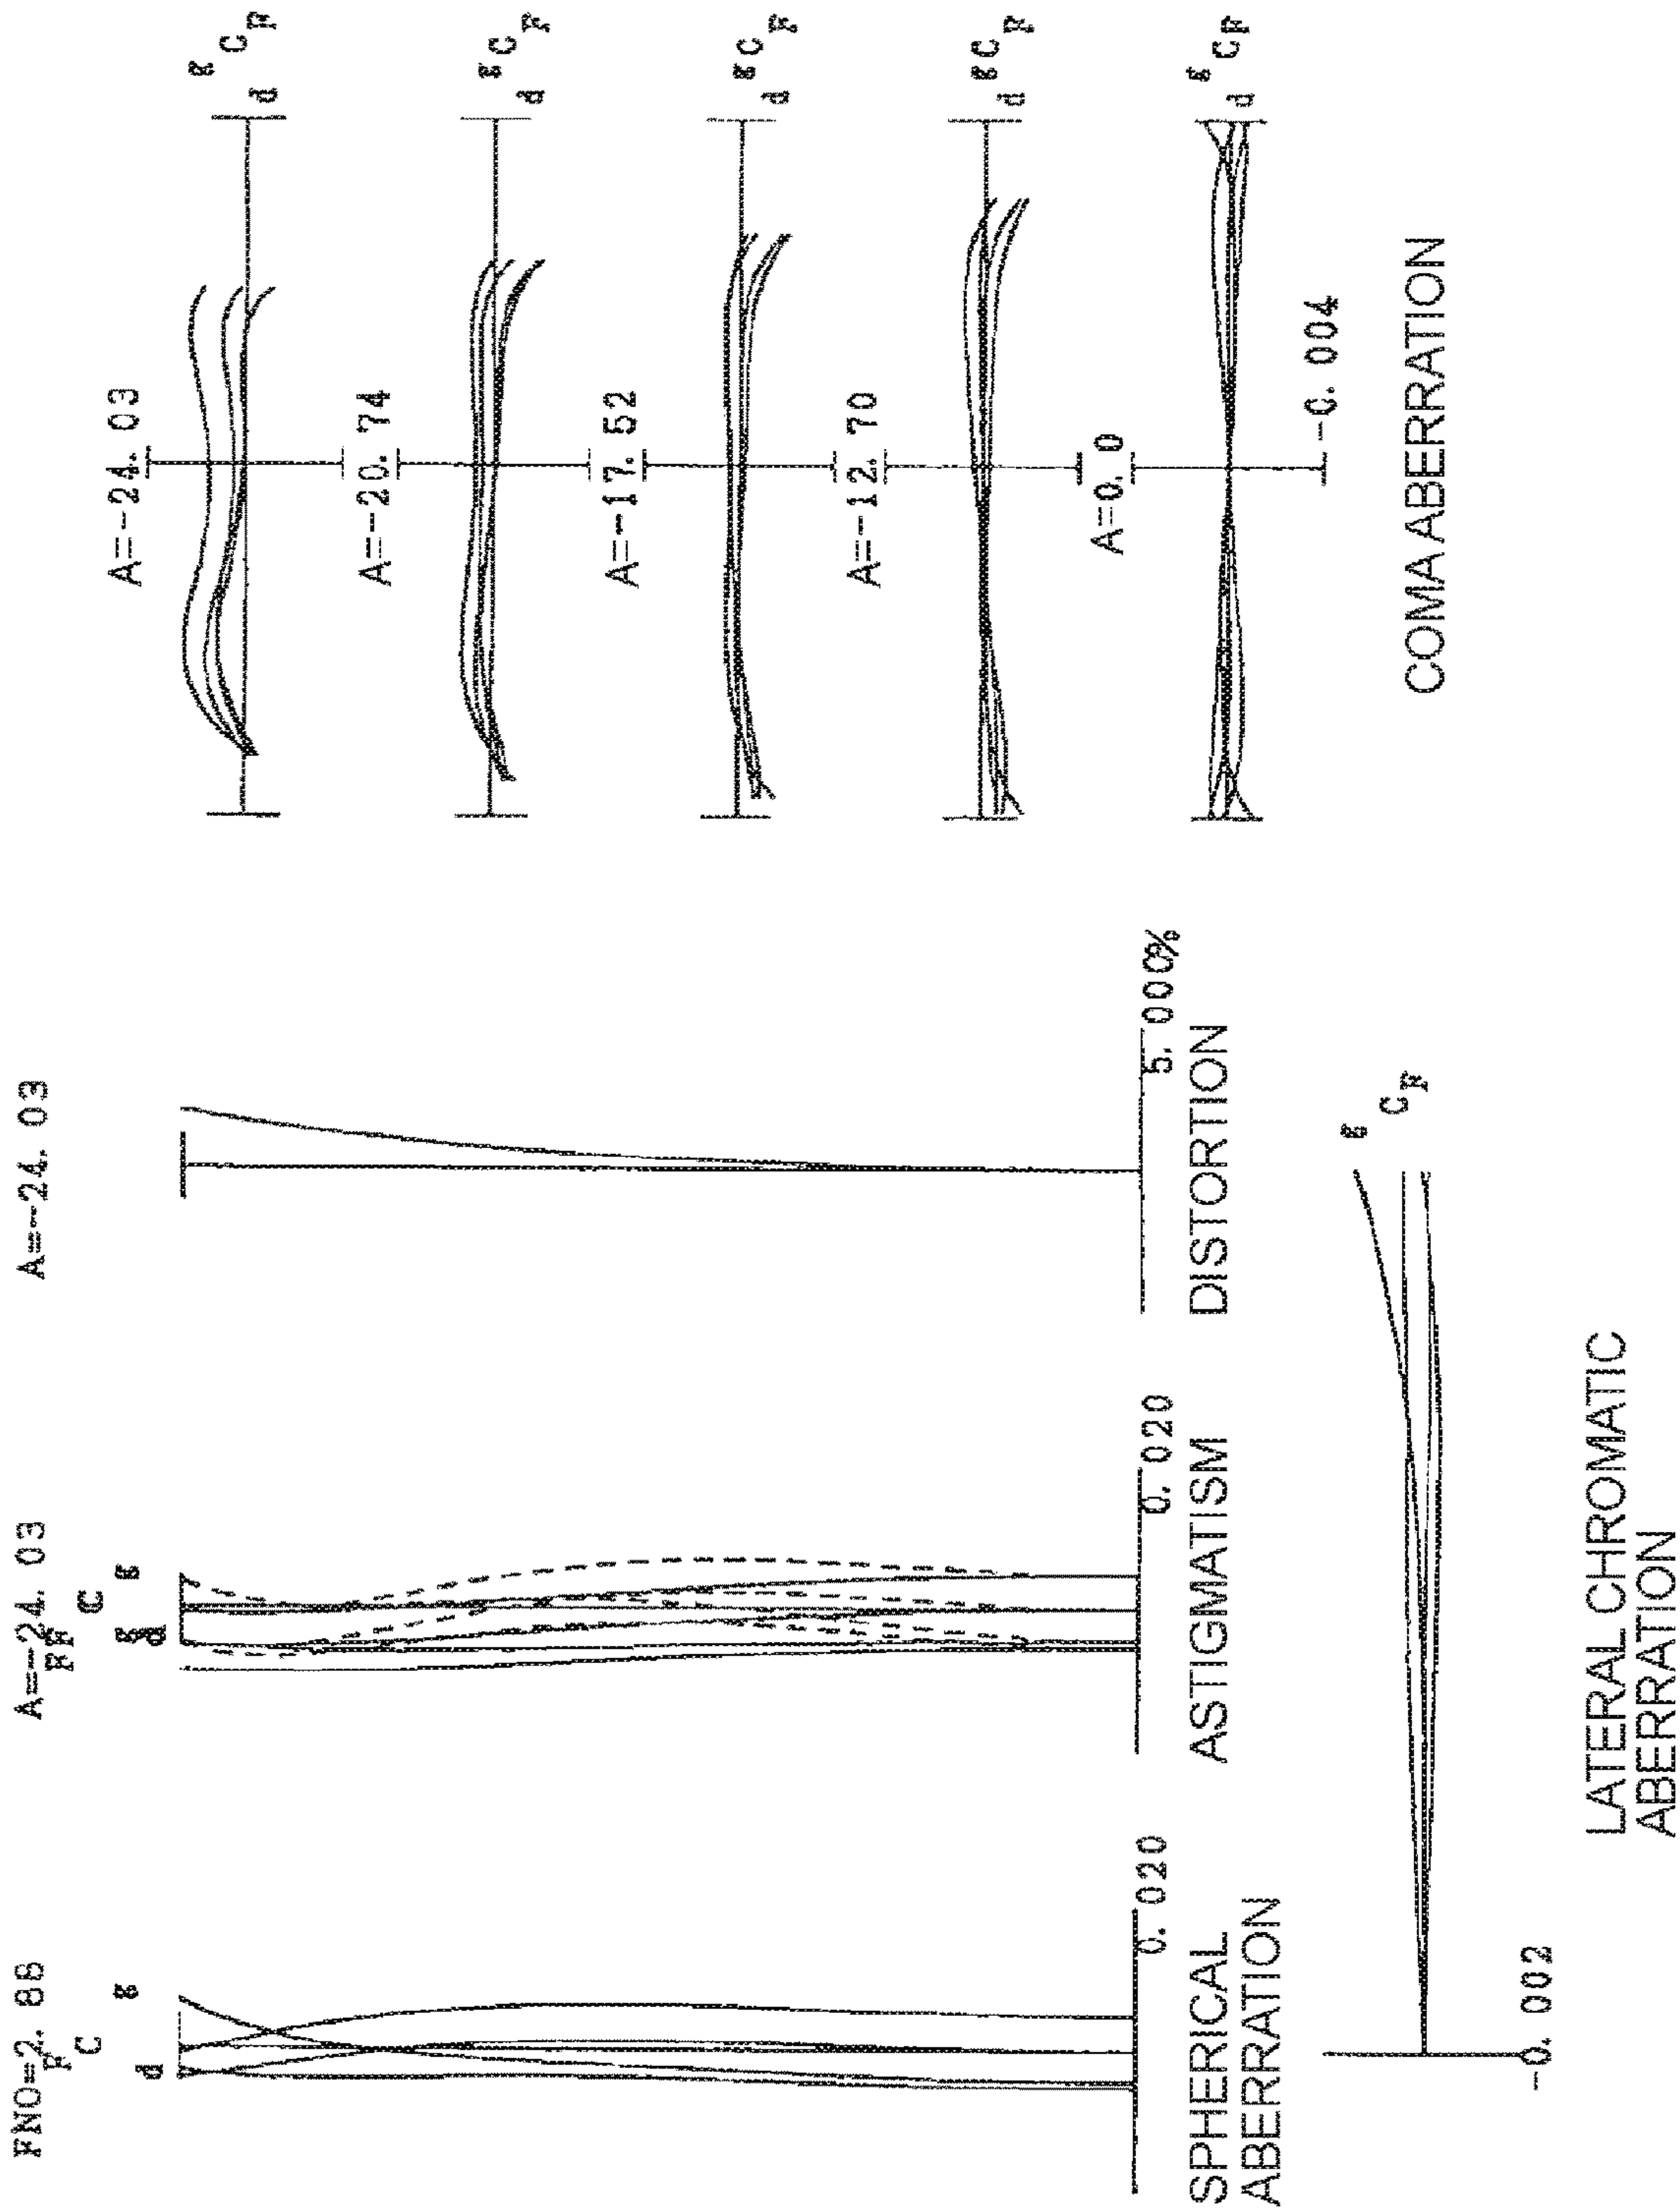 FNO=2. 88
F
C
g
d
0. 020
SPHERICAL
ABERRATION
A=-24. 03
F F
C
g
g
d
0. 020
ASTIGMATISM
A=-24. 03
5. 000%
DISTORTION
A=-24. 03
g
C
F
d
A=-20. 74
g
C
F
d
A=-17. 52
g
C
F
d
A=-12. 70
g
C
F
d
A=0. 0
g
C
F
d
-0. 004
COMA ABERRATION
g
C
F
-0. 002
LATERAL CHROMATIC
ABERRATION